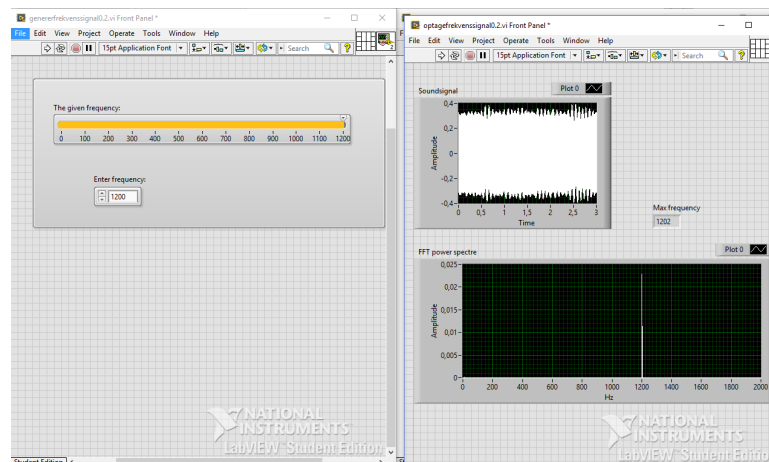 genererfrekvenssignal0.2.vi Front Panel *
File Edit View Project Operate Tools Window Help
15pt Application Font
Search
The given frequency:
0 100 200 300 400 500 600 700 800 900 1000 1100 1200
Enter frequency:
1200
NATIONAL
INSTRUMENTS
LabVIEW Student Edition
Student Edition
optagefrekvenssignal0.2.vi Front Panel *
File Edit View Project Operate Tools Window Help
15pt Application Font
Search
Soundsignal
Plot 0
0,4
0,2
0
-0,2
-0,4
Amplitude
0 0,5 1 1,5 2 2,5 3
Time
Max frequency
1202
FFT power spectre
Plot 0
0,025
0,02
0,015
0,01
0,005
0
Amplitude
0 200 400 600 800 1000 1200 1400 1600 1800 2000
Hz
NATIONAL
INSTRUMENTS
LabVIEW Student Editio